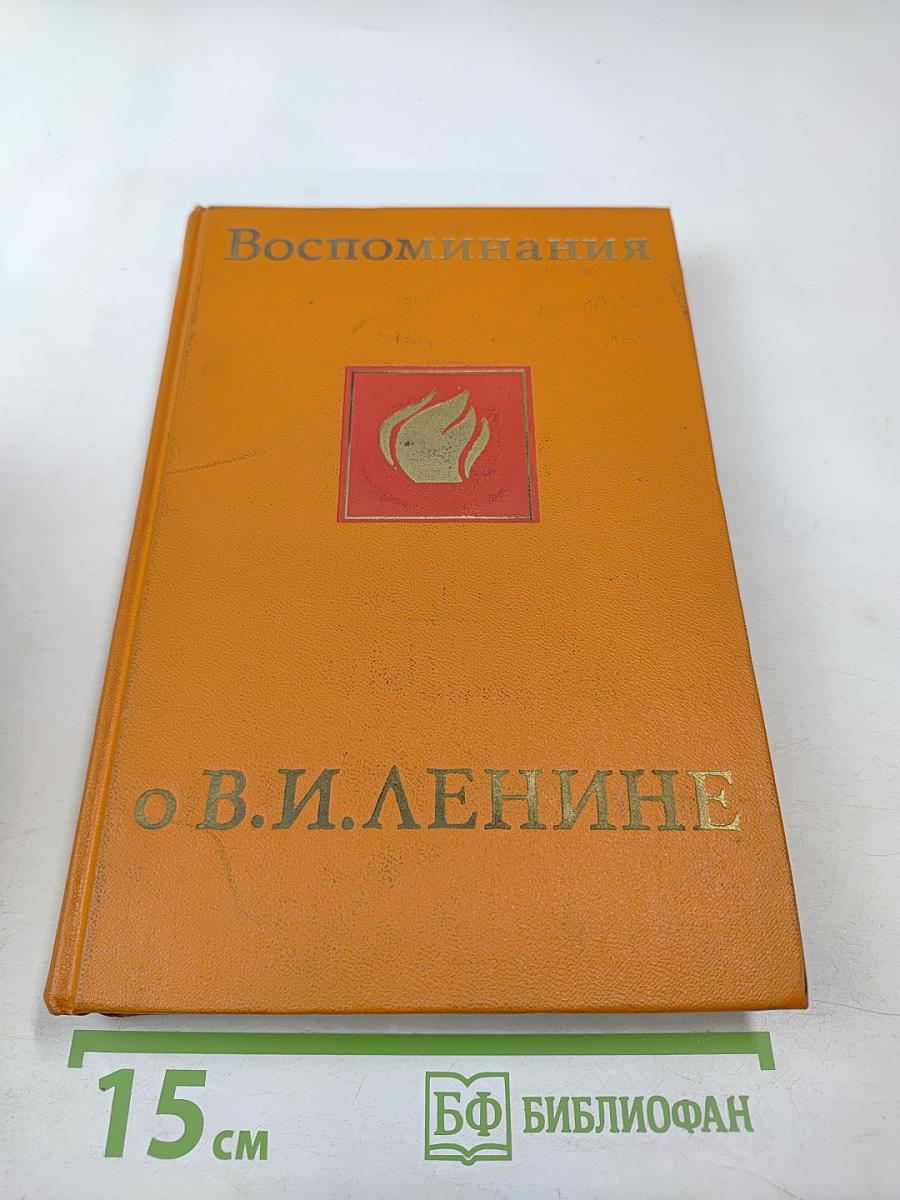 Воспоминания
о В.И.ЛЕНИНЕ
15 см
БФ БИБЛИОФАН